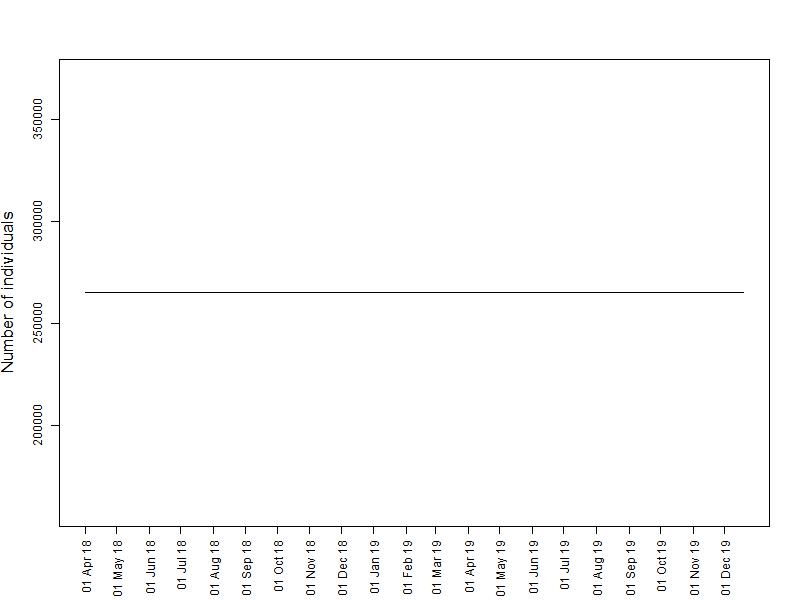 Number of individuals
350000
300000
250000
200000
01 Apr 18
01 May 18
01 Jun 18
01 Jul 18
01 Aug 18
01 Sep 18
01 Oct 18
01 Nov 18
01 Dec 18
01 Jan 19
01 Feb 19
01 Mar 19
01 Apr 19
01 May 19
01 Jun 19
01 Jul 19
01 Aug 19
01 Sep 19
01 Oct 19
01 Nov 19
01 Dec 19